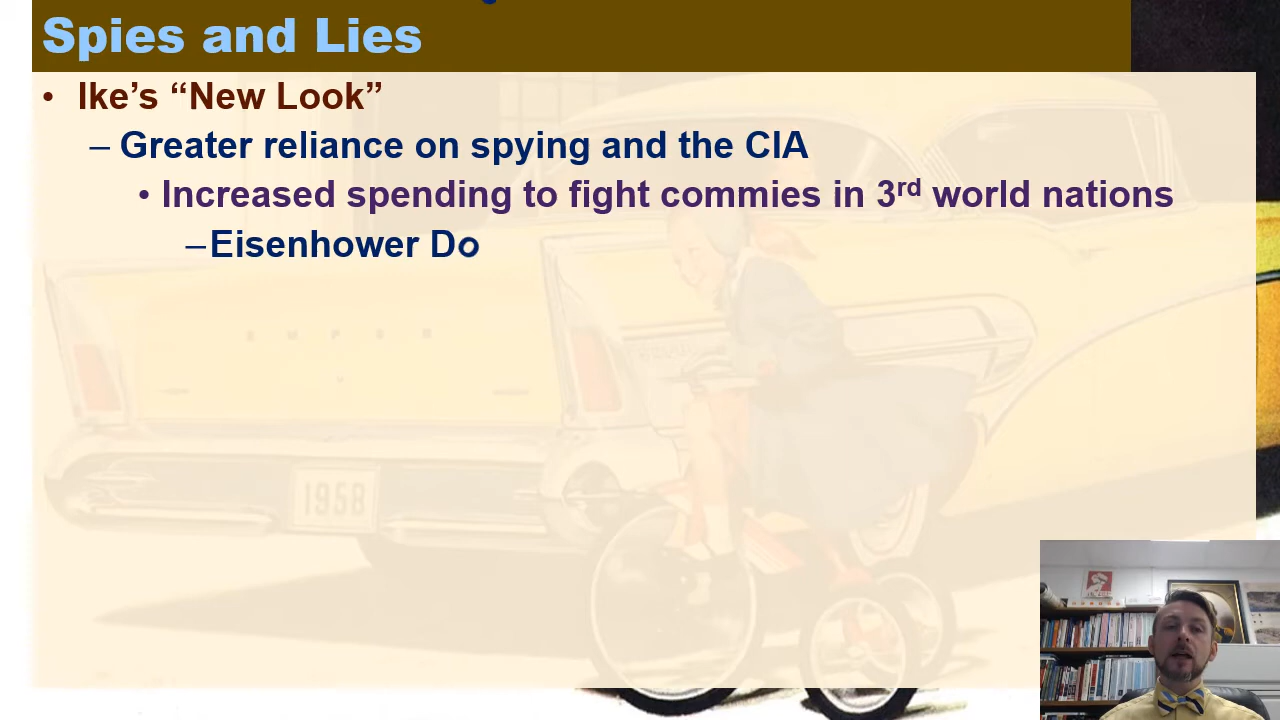 Spies and Lies
• Ike’s “New Look”
– Greater reliance on spying and the CIA
• Increased spending to fight commies in 3rd world nations
–Eisenhower Do
SUPER
1958